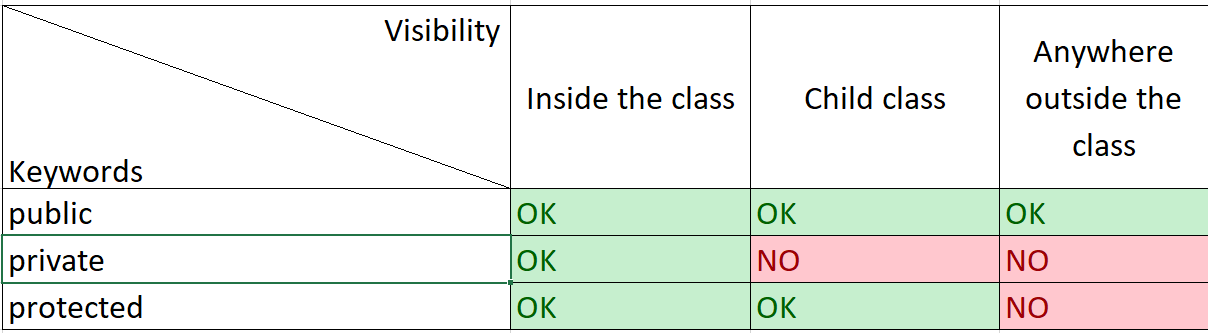 Visibility
Keywords
Inside the class
Child class
Anywhere
outside the
class
public OK OK OK
private OK NO NO
protected OK OK NO